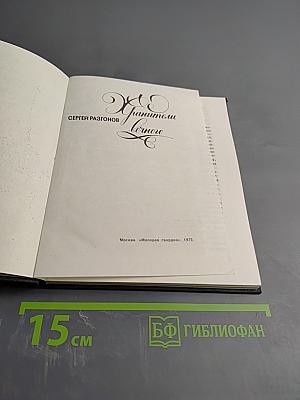 Хранители
СЕРГЕЙ РАЗГОНОВ
вечного
Москва. «Молодая гвардия», 1975
15 см
БФ ГИБЛИОФАН